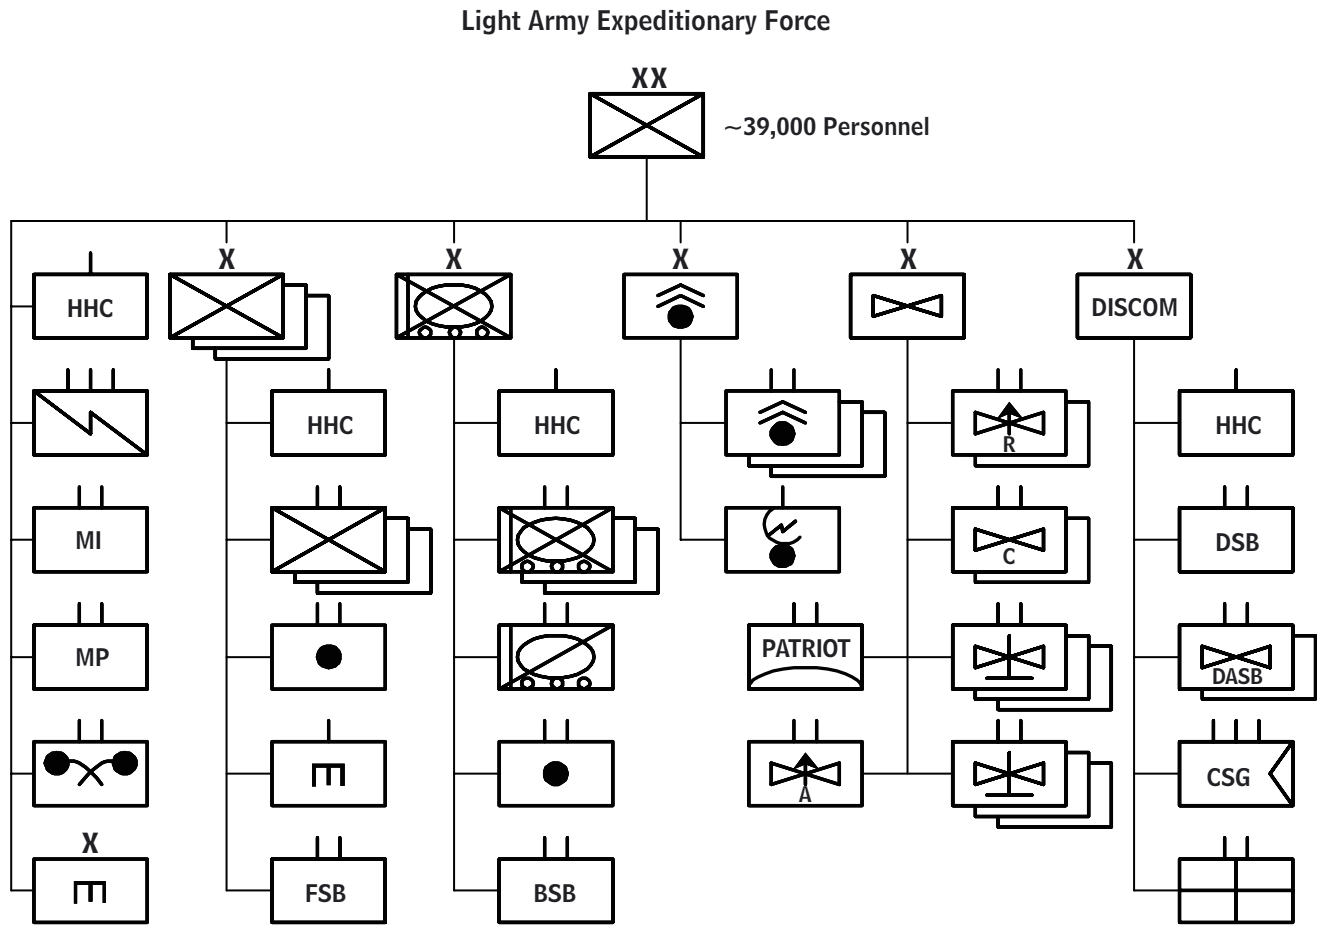 Light Army Expeditionary Force
XX
~39,000 Personnel
X
X
X
X
X
HHC
DISCOM
HHC
HHC
R
HHC
MI
C
DSB
MP
PATRIOT
DASB
A
CSG
X
FSB
BSB